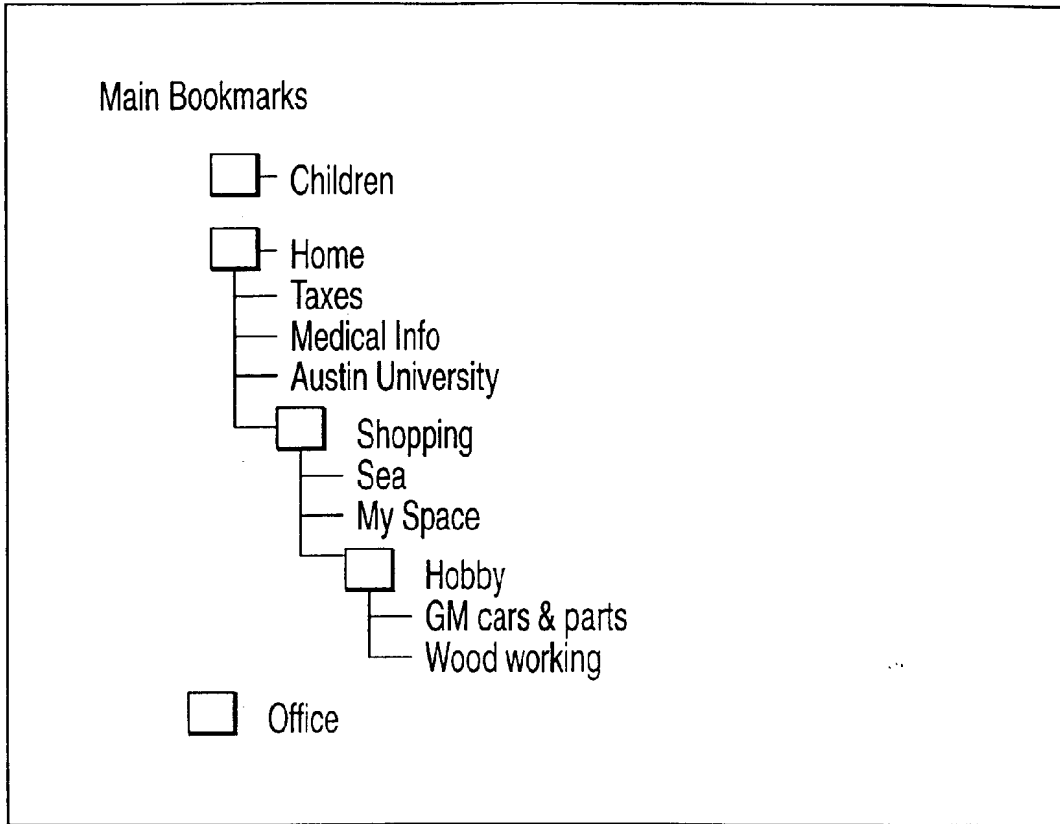 Main Bookmarks
Children
Home
Taxes
Medical Info
Austin University
Shopping
Sea
My Space
Hobby
GM cars & parts
Wood working
Office